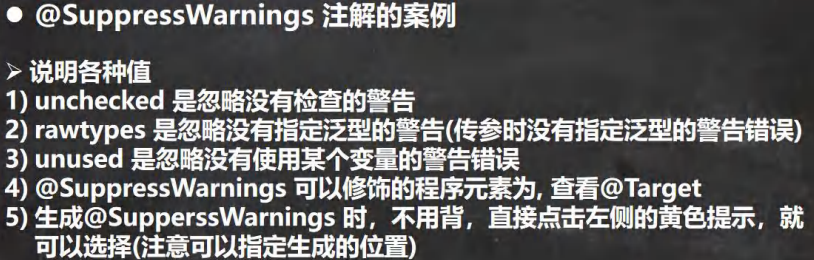 ● @SuppressWarnings 注解的案例
➢ 说明各种值
1) unchecked 是忽略没有检查的警告
2) rawtypes 是忽略没有指定泛型的警告(传参时没有指定泛型的警告错误)
3) unused 是忽略没有使用某个变量的警告错误
4) @SuppressWarnings 可以修饰的程序元素为, 查看@Target
5) 生成@SupperssWarnings 时，不用背，直接点击左侧的黄色提示，就
可以选择(注意可以指定生成的位置)